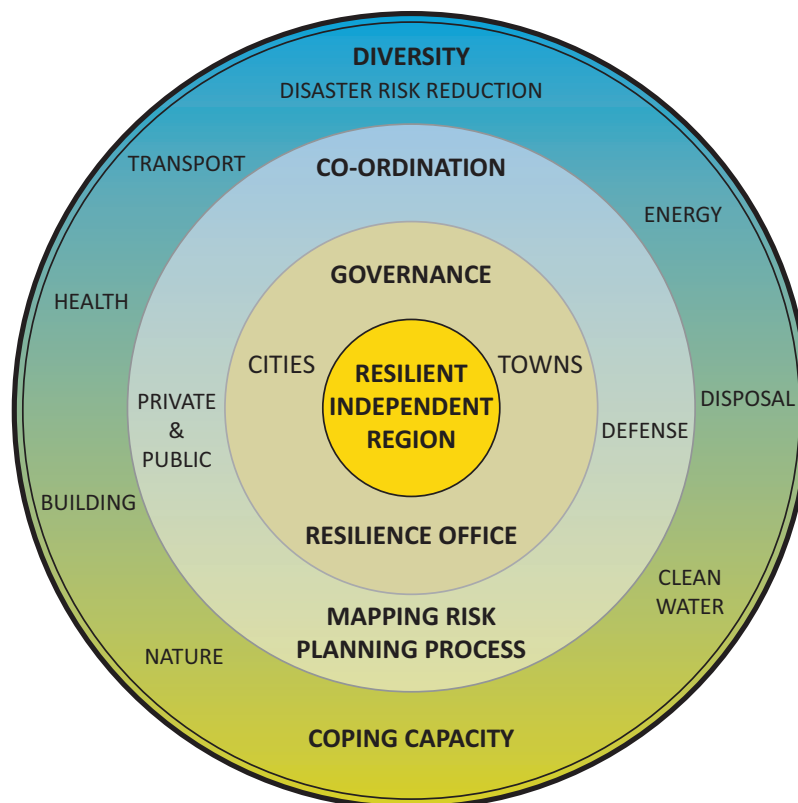 DIVERSITY
DISASTER RISK REDUCTION
TRANSPORT
CO-ORDINATION
ENERGY
GOVERNANCE
HEALTH
CITIES
TOWNS
RESILIENT
INDEPENDENT
REGION
PRIVATE
&
PUBLIC
DISPOSAL
DEFENSE
BUILDING
RESILIENCE OFFICE
CLEAN
WATER
MAPPING RISK
PLANNING PROCESS
NATURE
COPING CAPACITY